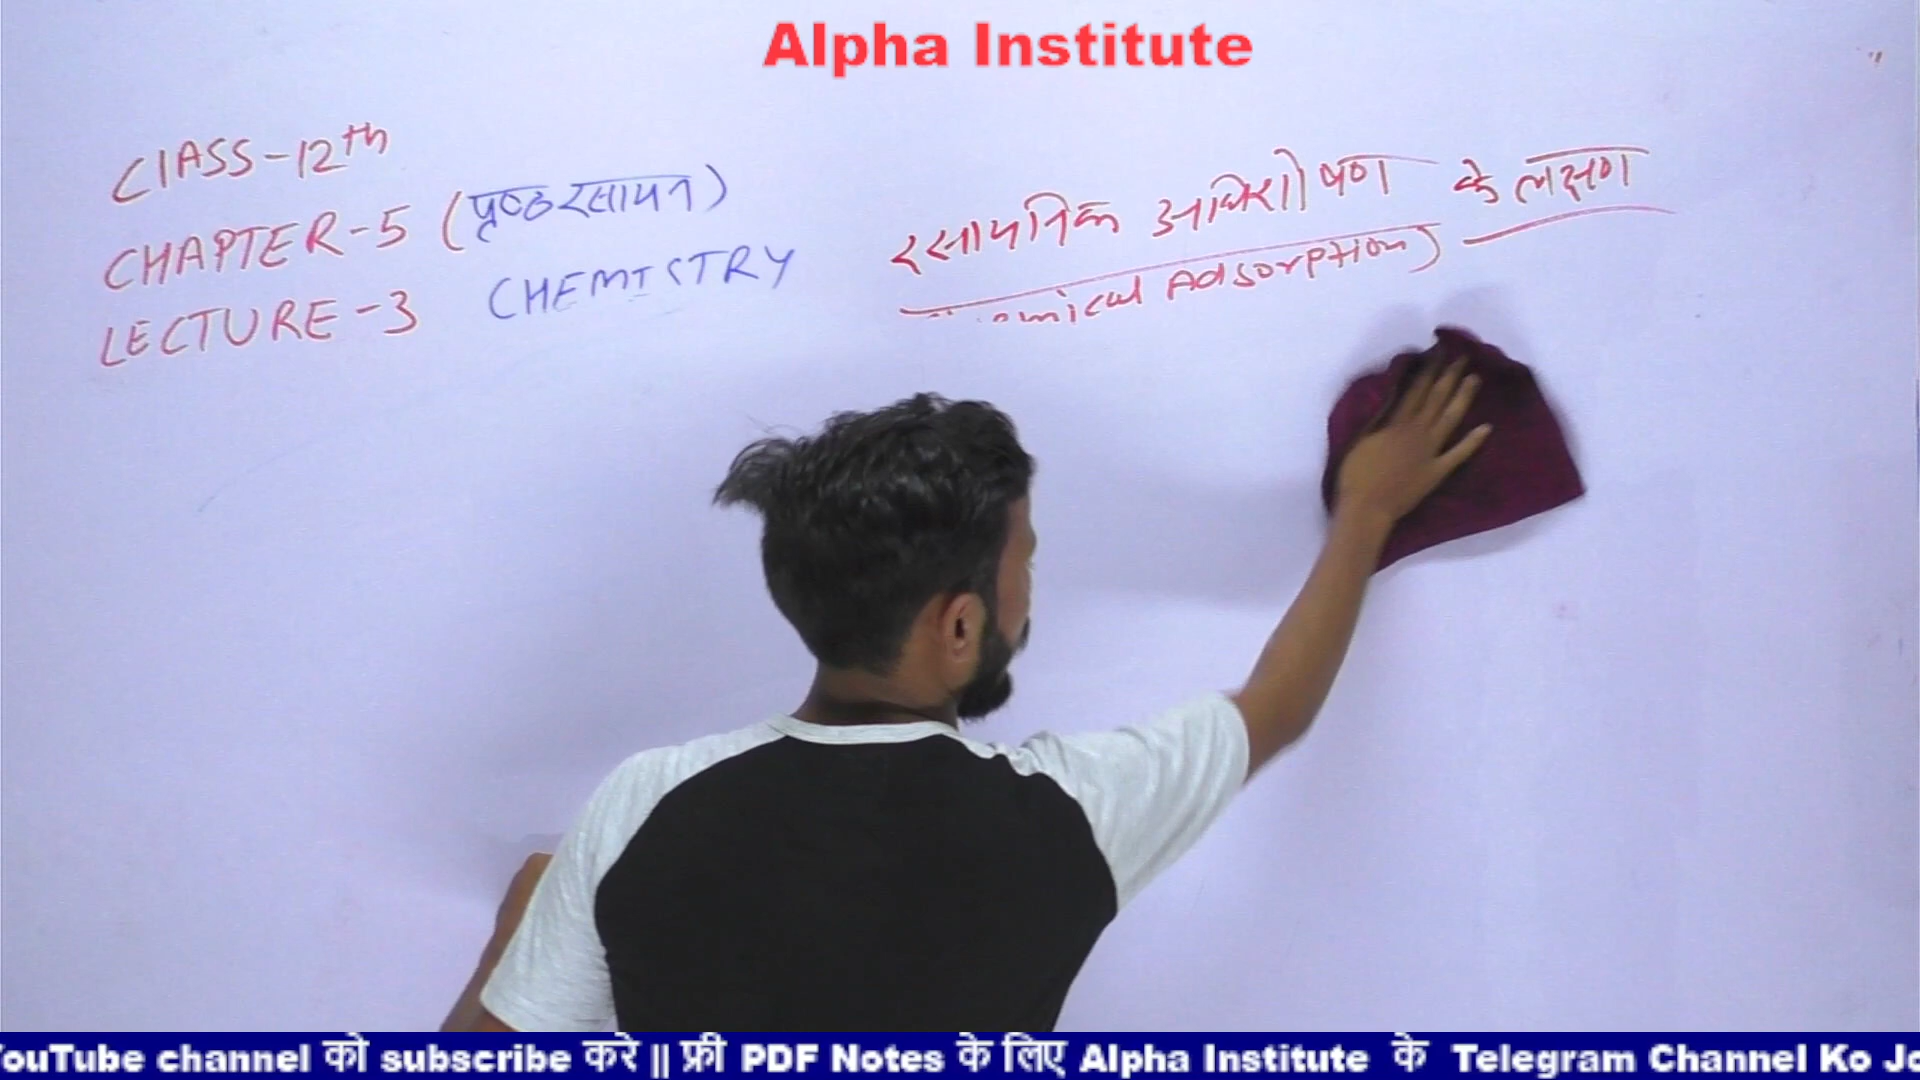 Alpha Institute
ClASS-12th
CHAPTER-5 (पृष्ठरसायन)
LECTURE-3 CHEMISTRY
रसायनिक अधिशोषण के लक्षण
Adsorption)
YouTube channel को subscribe करे || फ्री PDF Notes के लिए Alpha Institute के Telegram Channel Ko